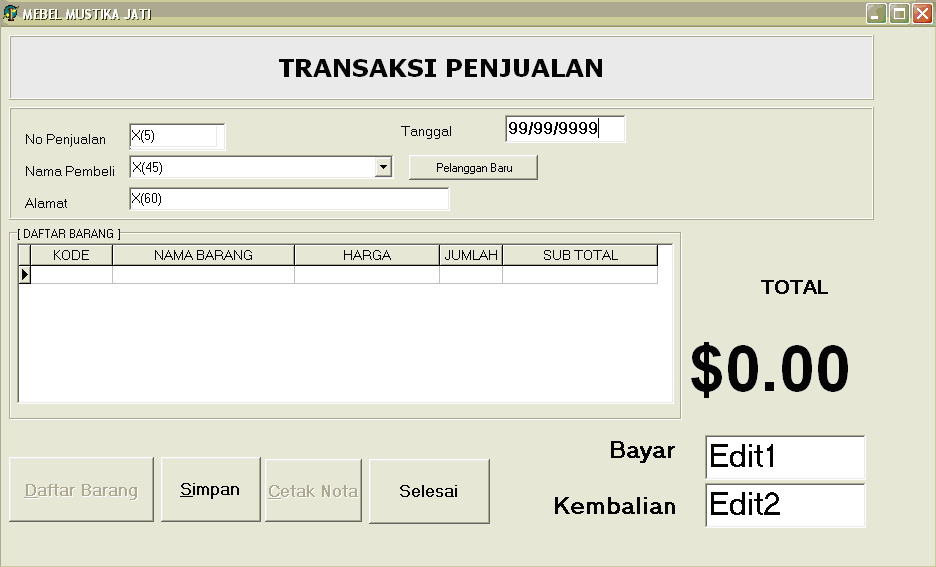 MEBEL MUSTIKA JATI
TRANSAKSI PENJUALAN
No Penjualan X(5) Tanggal 99/99/9999
Nama Pembeli X(45) Pelanggan Baru
Alamat X(60)
[ DAFTAR BARANG ]
KODE NAMA BARANG HARGA JUMLAH SUB TOTAL
TOTAL
$0.00
Bayar Edit1
Daftar Barang Simpan Cetak Nota Selesai
Kembalian Edit2